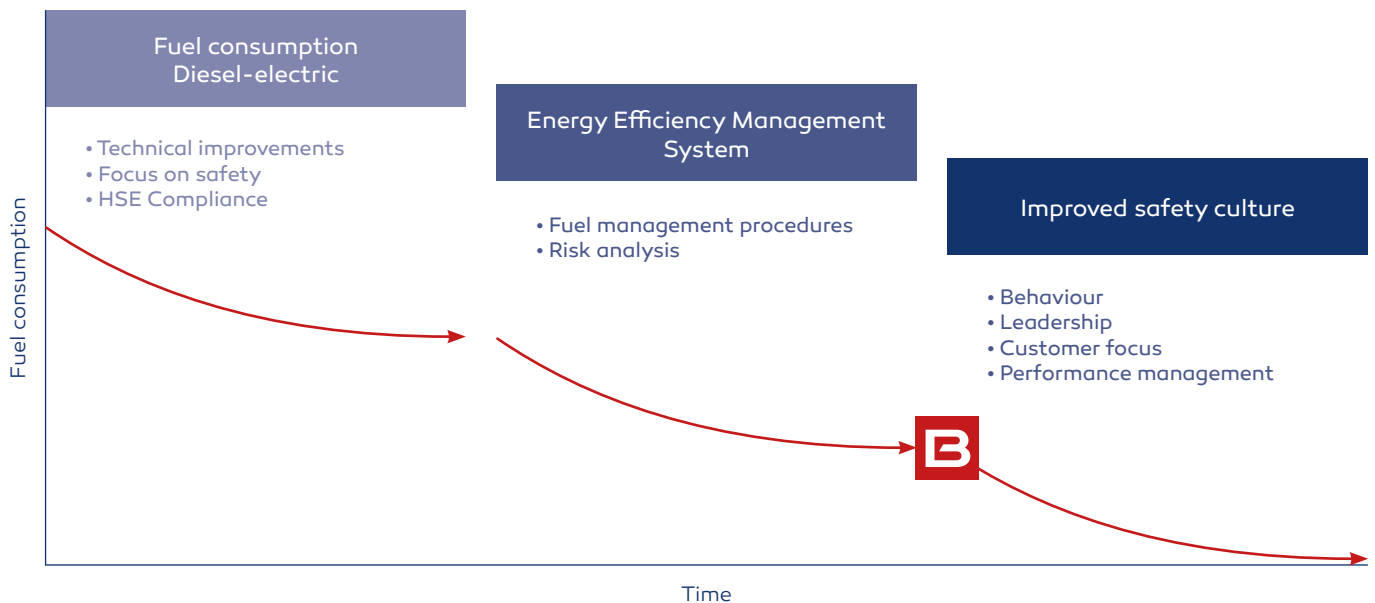 Fuel consumption
Diesel-electric
• Technical improvements
• Focus on safety
• HSE Compliance
Energy Efficiency Management
System
• Fuel management procedures
• Risk analysis
Improved safety culture
• Behaviour
• Leadership
• Customer focus
• Performance management
B
Fuel consumption
Time